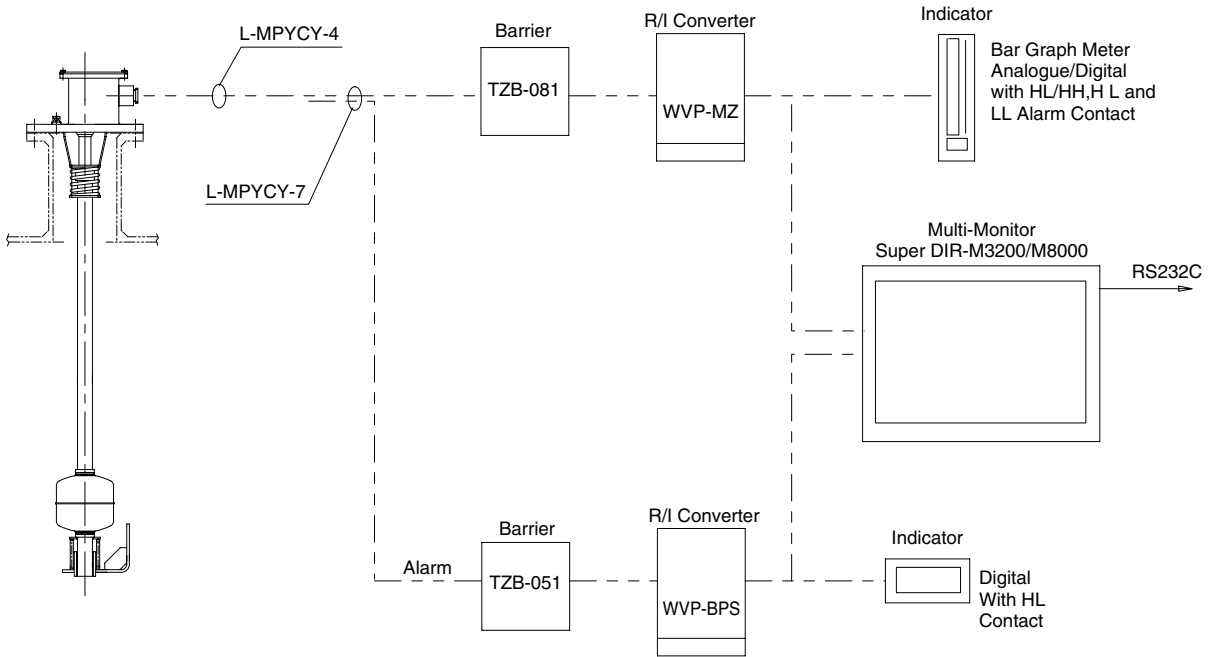 L-MPYCY-4
L-MPYCY-7
Barrier
TZB-081
R/I Converter
WVP-MZ
Indicator
Bar Graph Meter
Analogue/Digital
with HL/HH,H L and
LL Alarm Contact
Multi-Monitor
Super DIR-M3200/M8000
RS232C
Alarm
Barrier
TZB-051
R/I Converter
WVP-BPS
Indicator
Digital
With HL
Contact